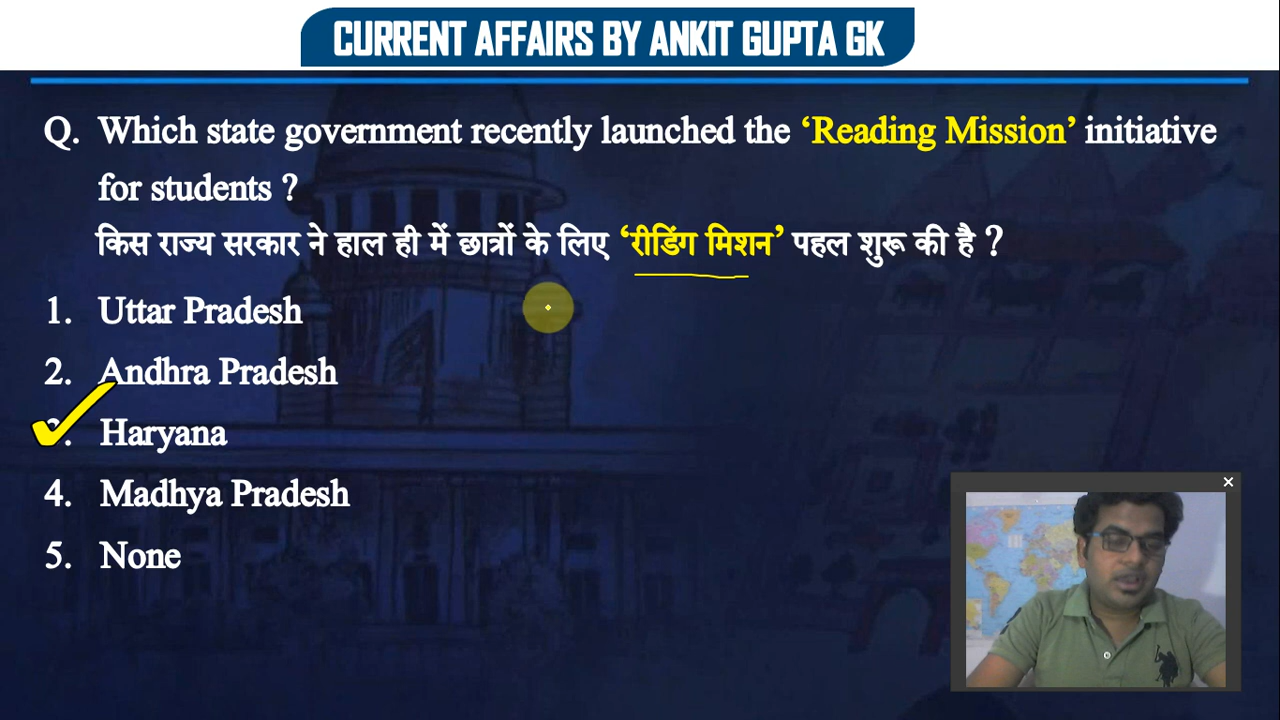 CURRENT AFFAIRS BY ANKIT GUPTA GK
Q. Which state government recently launched the ‘Reading Mission’ initiative
for students ?
किस राज्य सरकार ने हाल ही में छात्रों के लिए ‘रीडिंग मिशन’ पहल शुरू की है ?
1. Uttar Pradesh
2. Andhra Pradesh
3. Haryana
4. Madhya Pradesh
5. None